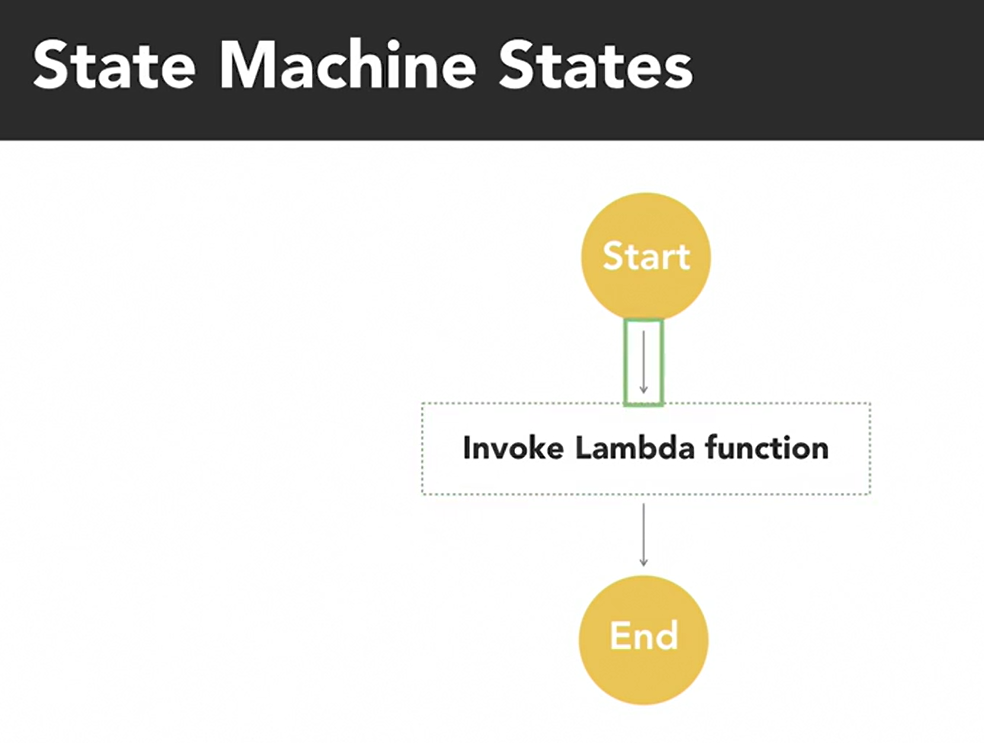 State Machine States
Start
Invoke Lambda function
End